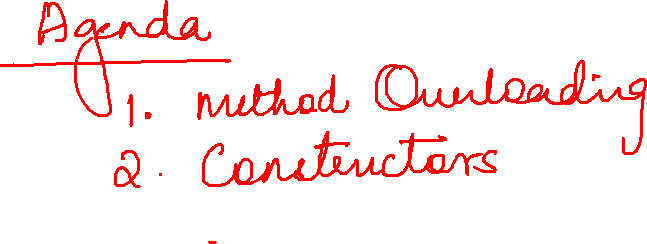 Agenda
1. Method Overloading
2. Constructors